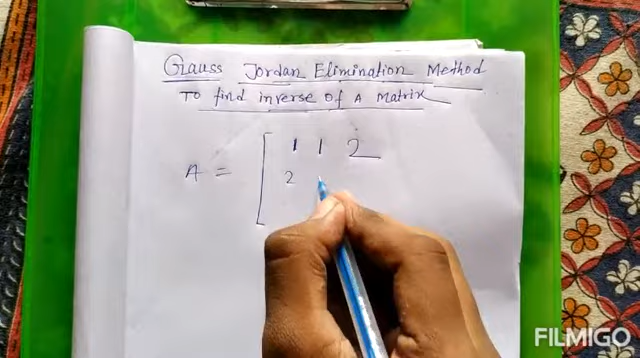 Gauss Jordan Elimination Method
To find inverse of A Matrix
A = [ 1 1 2
2
FILMIGO